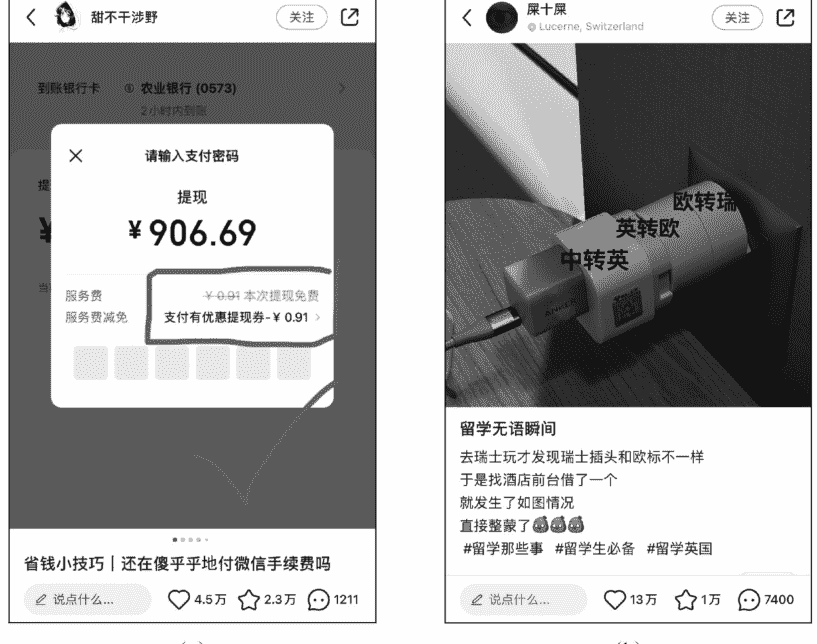 甜不干涉野
关注
到账银行卡
农业银行 (0573)
2小时内到账
请输入支付密码
提现
¥906.69
服务费
¥ 0.91 本次提现免费
服务费减免
支付有优惠提现券-¥ 0.91
省钱小技巧｜还在傻乎乎地付微信手续费吗
说点什么...
4.5万
2.3万
1211
屎十屎
Lucerne, Switzerland
关注
欧转瑞
英转欧
中转英
ANKER
留学无语瞬间
去瑞士玩才发现瑞士插头和欧标不一样
于是找酒店前台借了一个
就发生了如图情况
直接整蒙了
#留学那些事 #留学生必备 #留学英国
说点什么...
13万
1万
7400